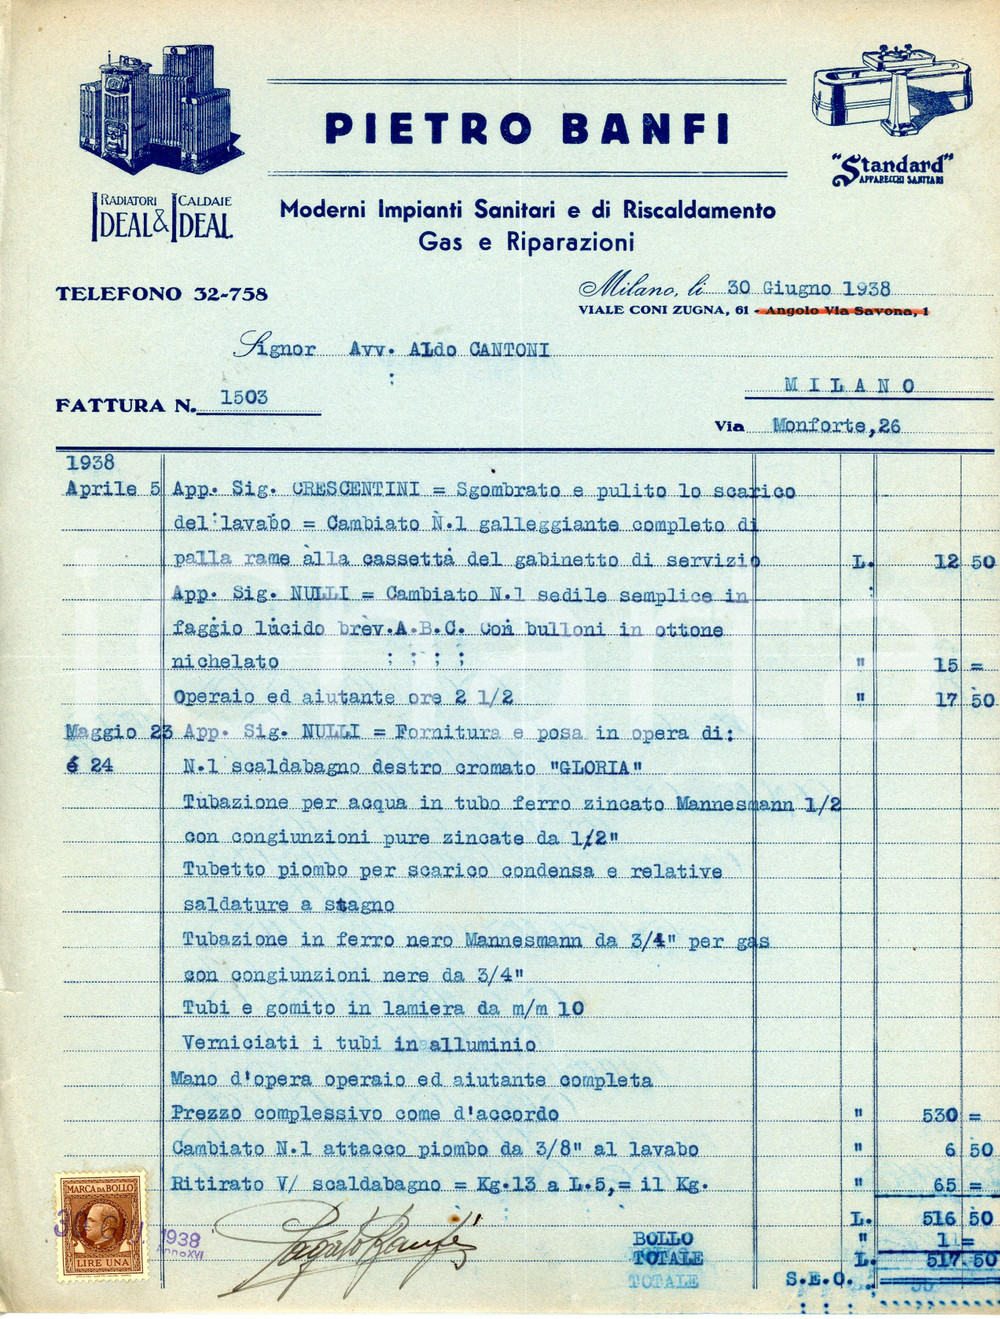 PIETRO BANFI
"Standard"
APPARECCHI SANITARI
RADIATORI CALDAIE
IDEAL & IDEAL
Moderni Impianti Sanitari e di Riscaldamento
Gas e Riparazioni
TELEFONO 32-758
Milano, li 30 Giugno 1938
VIALE CONI ZUGNA, 61 - Angolo Via Savona, 1
Signor Avv. Aldo CANTONI
MILANO
FATTURA N. 1503
Via Monforte,26
1938
Aprile 5 App. Sig. CRESCENTINI = Sgombrato e pulito lo scarico
del lavabo = Cambiato N.1 galleggiante completo di
palla rame alla cassetta del gabinetto di servizio L. 12 50
App. Sig. NULLI = Cambiato N.1 sedile semplice in
faggio lucido brev.A.B.C. Con bulloni in ottone
nichelato " 15 =
Operaio ed aiutante ore 2 1/2 " 17 50
Maggio 23 App. Sig. NULLI = Fornitura e posa in opera di:
é 24 N.1 scaldabagno destro cromato "GLORIA"
Tubazione per acqua in tubo ferro zincato Mannesmann 1/2
con congiunzioni pure zincate da 1/2"
Tubetto piombo per scarico condensa e relative
saldature a stagno
Tubazione in ferro nero Mannesmann da 3/4" per gas
con congiunzioni nere da 3/4"
Tubi e gomito in lamiera da m/m 10
Verniciati i tubi in alluminio
Mano d'opera operaio ed aiutante completa
Prezzo complessivo come d'accordo " 530 =
Cambiato N.1 attacco piombo da 3/8" al lavabo " 6 50
Ritirato V/ scaldabagno = Kg.13 a L.5,= il Kg. " 65 =
L. 516 50
BOLLO " 1 =
TOTALE L. 517 50
TOTALE
S.E.O.
MARCA DA BOLLO
LIRE UNA
1938
Anno XVI
Pagato Banfi